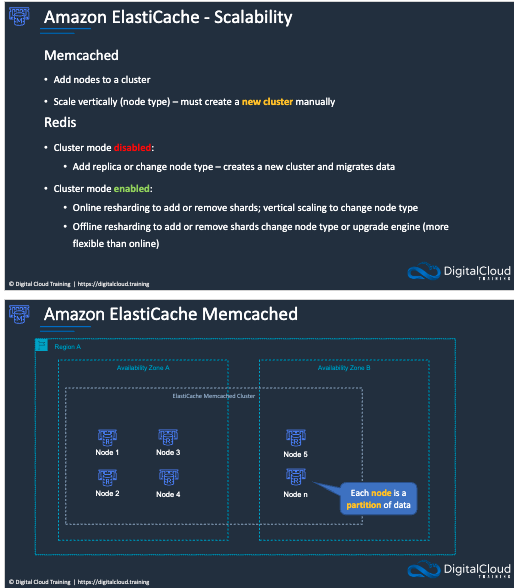 Amazon ElastiCache - Scalability
Memcached
• Add nodes to a cluster
• Scale vertically (node type) – must create a new cluster manually
Redis
• Cluster mode disabled:
• Add replica or change node type – creates a new cluster and migrates data
• Cluster mode enabled:
• Online resharding to add or remove shards; vertical scaling to change node type
• Offline resharding to add or remove shards change node type or upgrade engine (more
flexible than online)
© Digital Cloud Training | https://digitalcloud.training
DigitalCloud
TRAINING
Amazon ElastiCache Memcached
Region A
Availability Zone A
Availability Zone B
ElastiCache Memcached Cluster
Node 1
Node 3
Node 5
Node 2
Node 4
Node n
Each node is a
partition of data
© Digital Cloud Training | https://digitalcloud.training
DigitalCloud
TRAINING